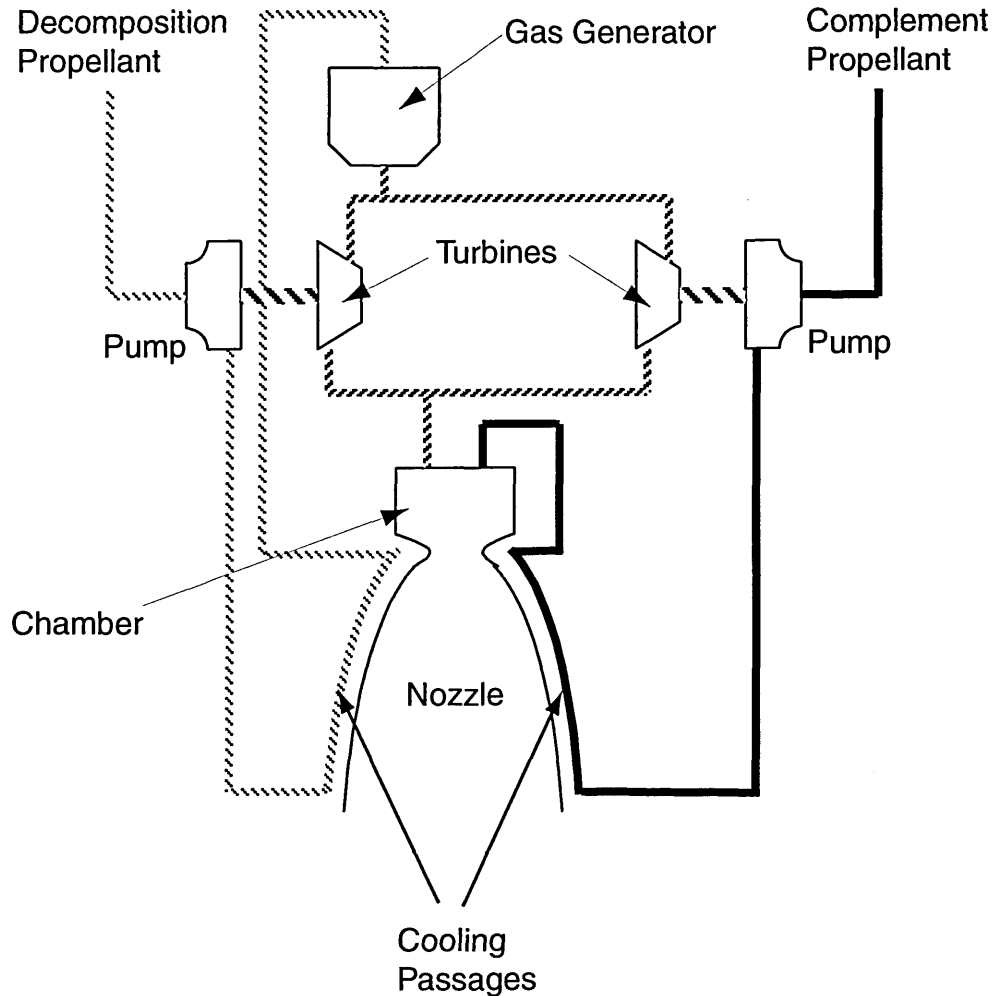 Decomposition
Propellant
Gas Generator
Complement
Propellant
Turbines
Pump
Pump
Chamber
Nozzle
Cooling
Passages